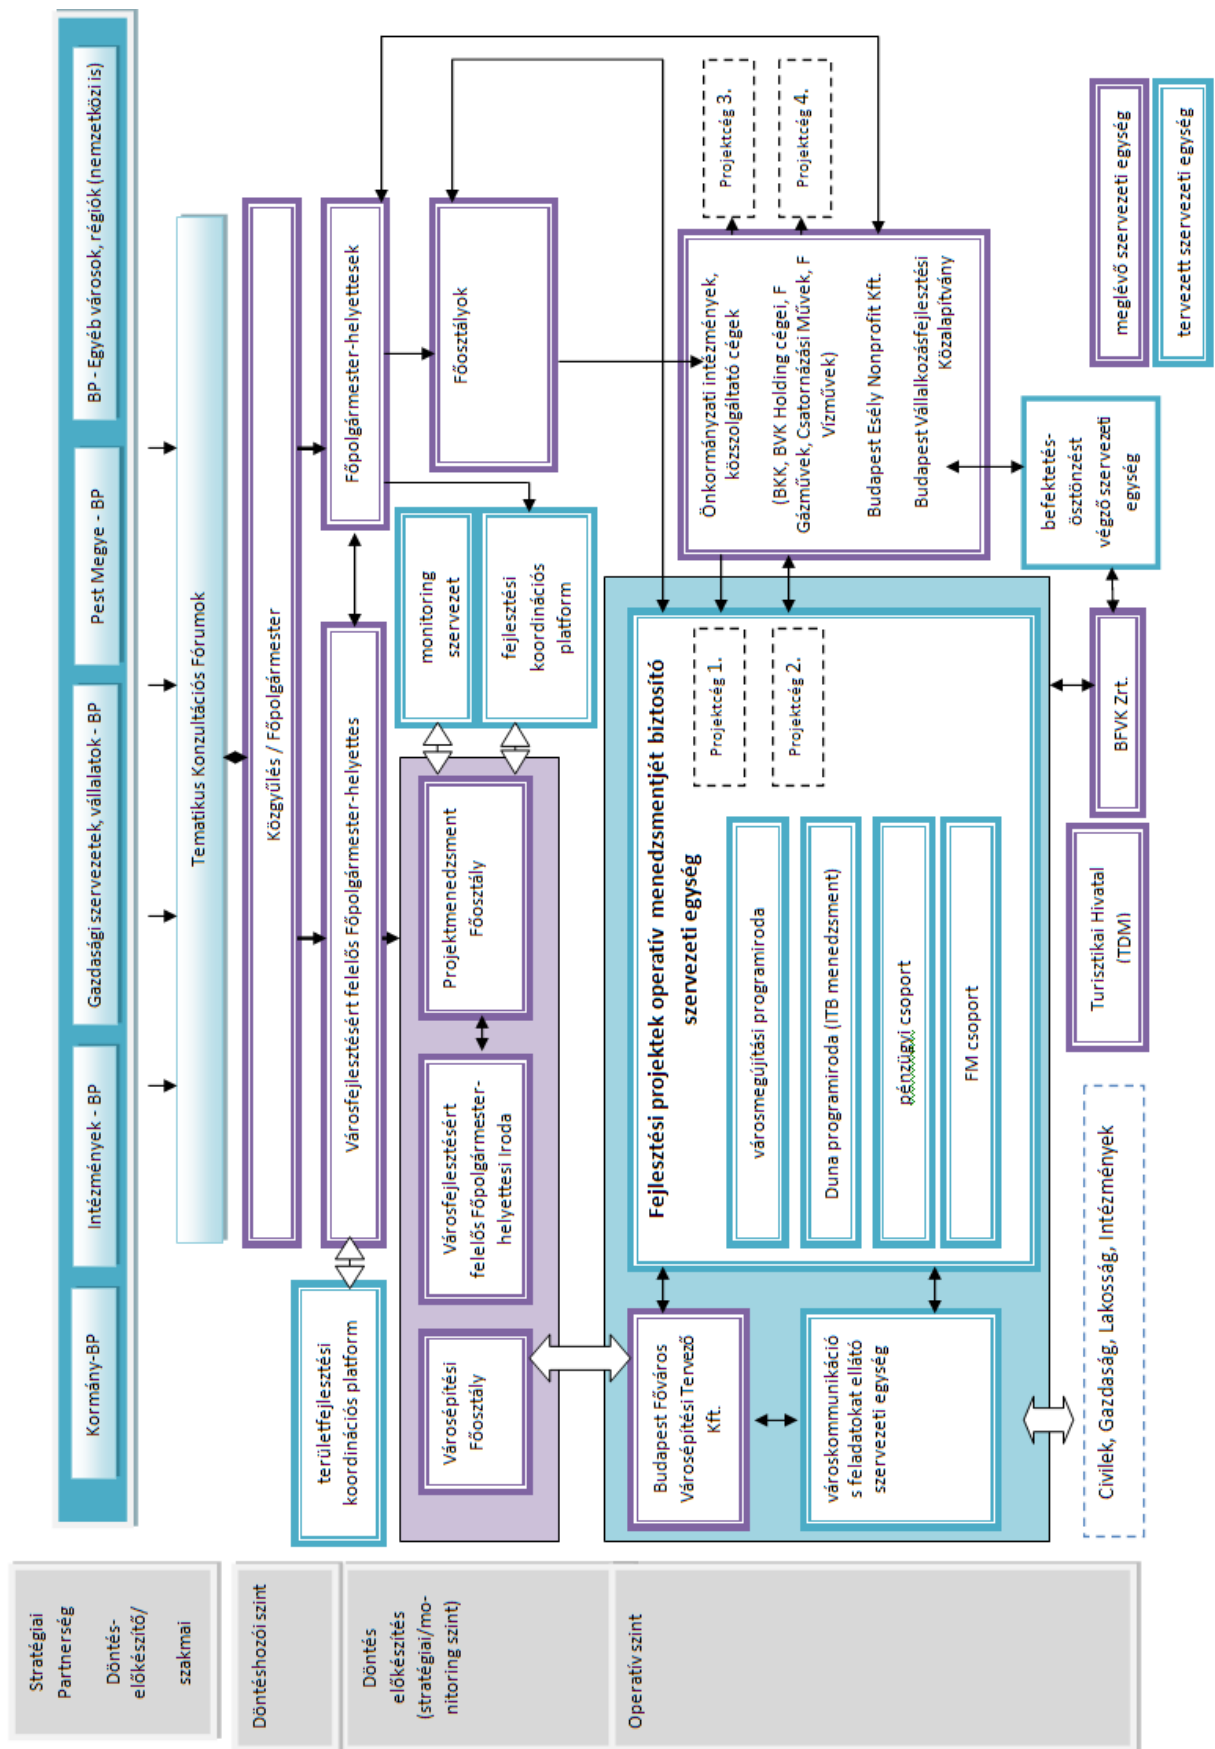 Stratégiai
Partnerség
Döntés-
előkészítő/
szakmai
Kormány-BP
Intézmények - BP
Gazdasági szervezetek, vállalatok - BP
Pest Megye - BP
BP - Egyéb városok, régiók (nemzetközi is)
Tematikus Konzultációs Fórumok
Döntéshozói szint
Közgyűlés / Főpolgármester
területfejlesztési
koordinációs platform
Városfejlesztésért felelős Főpolgármester-helyettes
Főpolgármester-helyettesek
Döntés
előkészítés
(stratégiai/mo-
nitoring szint)
Városépítési
Főosztály
Városfejlesztésért
felelős Főpolgármester-
helyettesi Iroda
Projektmenedzsment
Főosztály
monitoring
szervezet
fejlesztési
koordinációs
platform
Főosztályok
Operatív szint
Budapest Főváros
Városépítési Tervező
Kft.
városkommunikáció
s feladatokat ellátó
szervezeti egység
Fejlesztési projektek operatív menedzsmentjét biztosító
szervezeti egység
városmegújítási programiroda
Duna programiroda (ITB menedzsment)
pénzügyi csoport
FM csoport
Projektcég 1.
Projektcég 2.
Önkormányzati intézmények,
közszolgáltató cégek
(BKK, BVK Holding cégei, F
Gázművek, Csatornázási Művek, F
Vízművek)
Budapest Esély Nonprofit Kft.
Budapest Vállalkozásfejlesztési
Közalapítvány
Projektcég 3.
Projektcég 4.
Civilek, Gazdaság, Lakosság, Intézmények
Turisztikai Hivatal
(TDM)
BFVK Zrt.
befektetés-
ösztönzést
végző szervezeti
egység
meglévő szervezeti egység
tervezett szervezeti egység